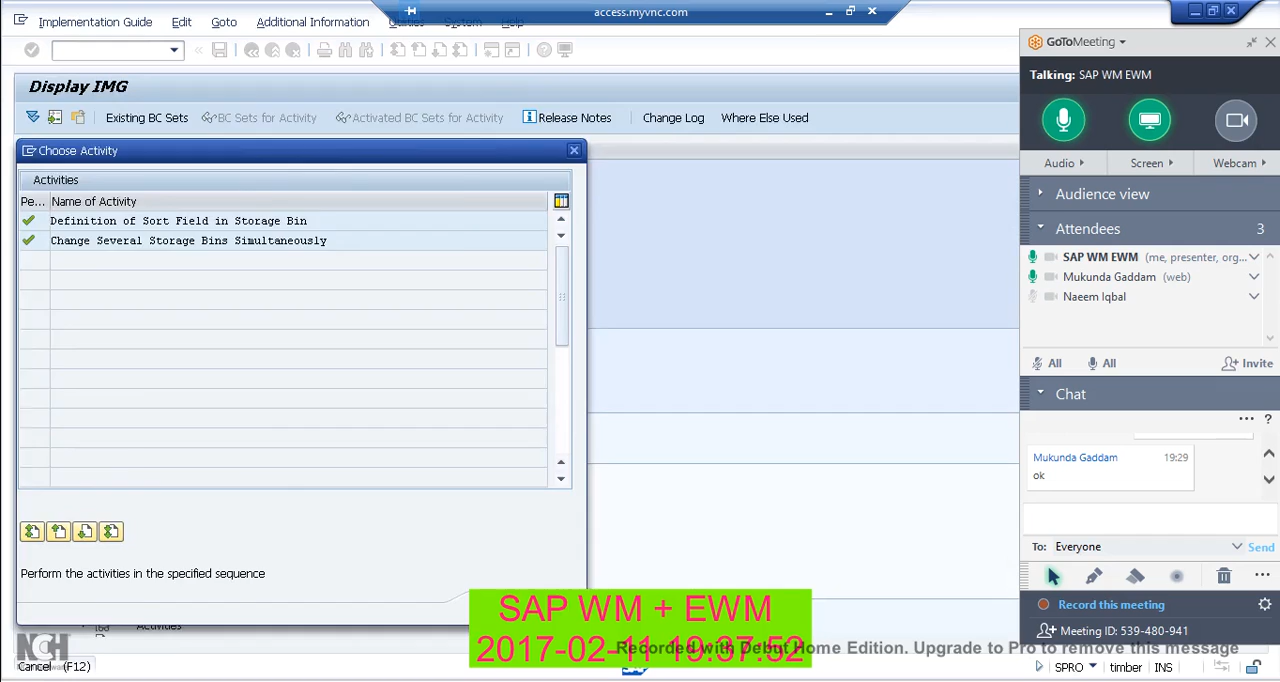 Implementation Guide Edit Goto Additional Information Utilities System Help
access.myvnc.com
Display IMG
Existing BC Sets BC Sets for Activity Activated BC Sets for Activity Release Notes Change Log Where Else Used
Choose Activity
Activities
Pe... Name of Activity
Definition of Sort Field in Storage Bin
Change Several Storage Bins Simultaneously
Perform the activities in the specified sequence
Activities
NCH
Cancel (F12)
SAP WM + EWM
2017-02-11 19:37:52
Recorded with Debut Home Edition. Upgrade to Pro to remove this message
SPRO timber INS
GoToMeeting
Talking: SAP WM EWM
Audio Screen Webcam
Audience view
Attendees 3
SAP WM EWM (me, presenter, org...
Mukunda Gaddam (web)
Naeem Iqbal
All All Invite
Chat
... ?
Mukunda Gaddam 19:29
ok
To: Everyone Send
Record this meeting
Meeting ID: 539-480-941